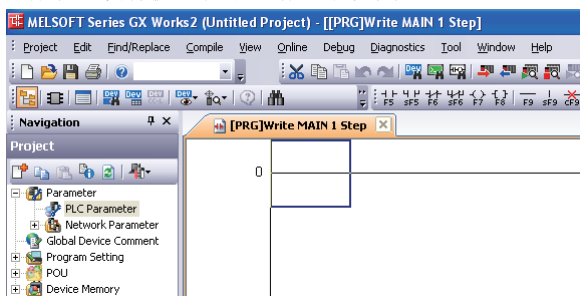 MELSOFT Series GX Works2 (Untitled Project) - [[PRG]Write MAIN 1 Step]
Project Edit Find/Replace Compile View Online Debug Diagnostics Tool Window Help
F5 sF5 F6 sF6 F7 F8 F9 sF9 cF9
Navigation
[PRG]Write MAIN 1 Step
Project
0
Parameter
PLC Parameter
Network Parameter
Global Device Comment
Program Setting
POU
Device Memory